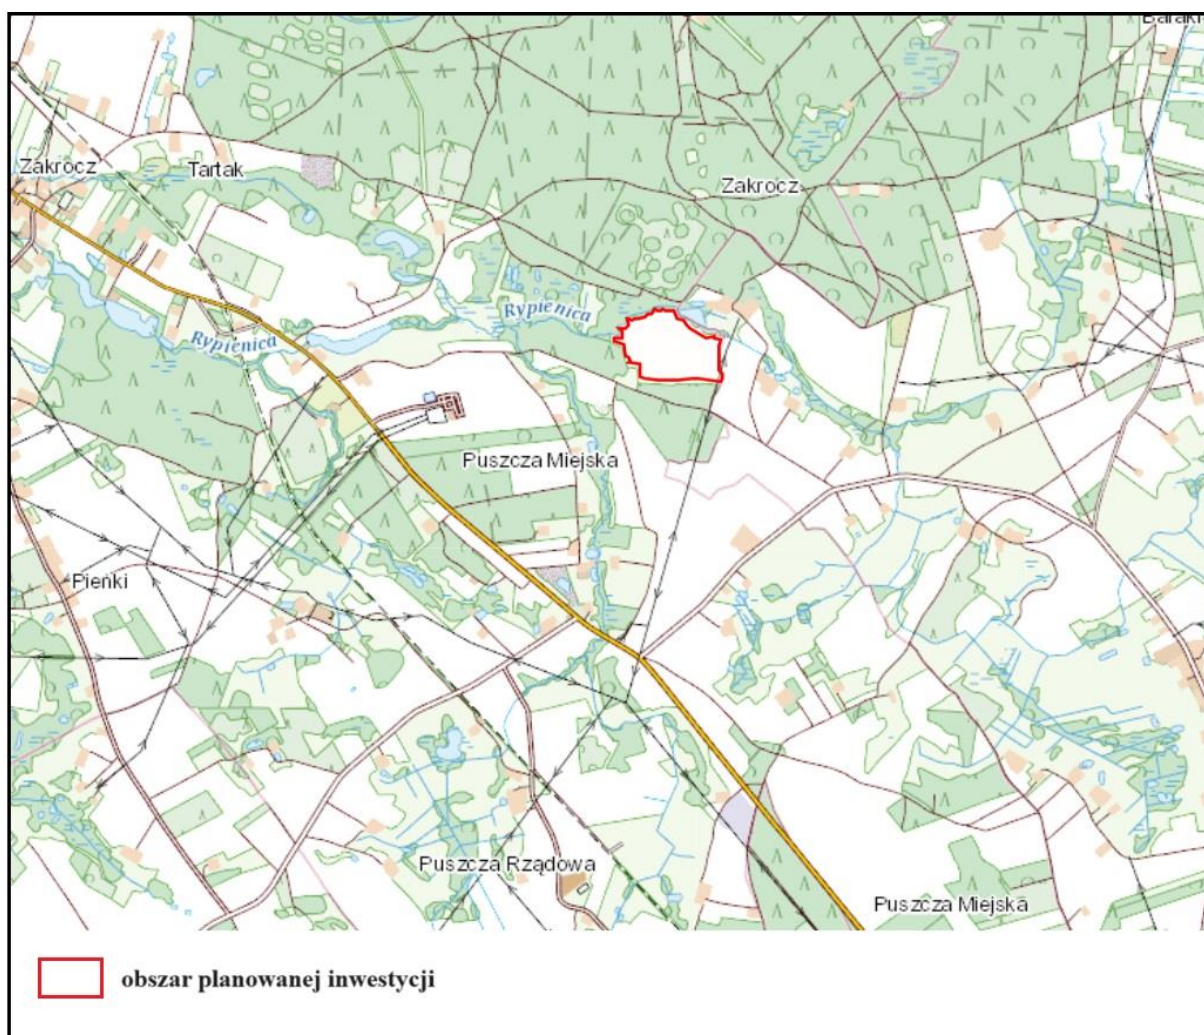 Zakrocz
Tartak
Zakrocz
Rypienica
Rypienica
Puszcza Miejska
Pieńki
Puszcza Rządowa
Puszcza Miejska
obszar planowanej inwestycji